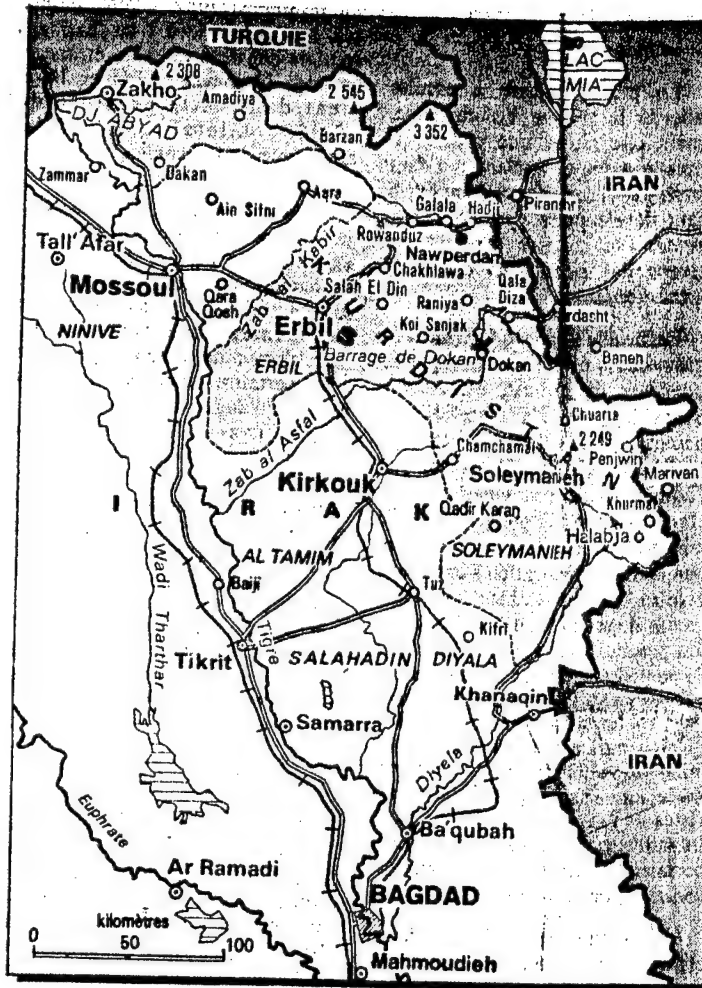 TURQUIE
LAC
MIA
IRAN
Zakho
2 308
Amadiya
2 545
3 352
DJ. ABYAD
Barzan
Zammar
Dakan
Ain Sifni
Aqra
Galala
Hadj
Rowanduz
Nawperdan
Tall'Afar
Mossoul
Qara
Qosh
Zab al Kabir
Chakhlawa
Salah El Din
Raniya
Qala
Diza
Erbil
Koi Sanjak
Baneh
NINIVE
ERBIL
Barrage de Dokan
Dokan
K U R D I S T N
Chuarta
Zab al Asfal
Chamchamal
2 249
Penjwin
Kirkouk
Soleymanieh
Marivan
I R A K
Qadir Karan
Khurmal
Halabja
AL TAMIM
SOLEYMANIEH
Wadi Tharthar
Baiji
Tuz
Tigre
Kifri
Tikrit
SALAHADIN
DIYALA
Khanaqin
Samarra
IRAN
Diyela
Euphrate
Ba'qubah
Ar Ramadi
BAGDAD
kilomètres
0 50 100
Mahmoudieh